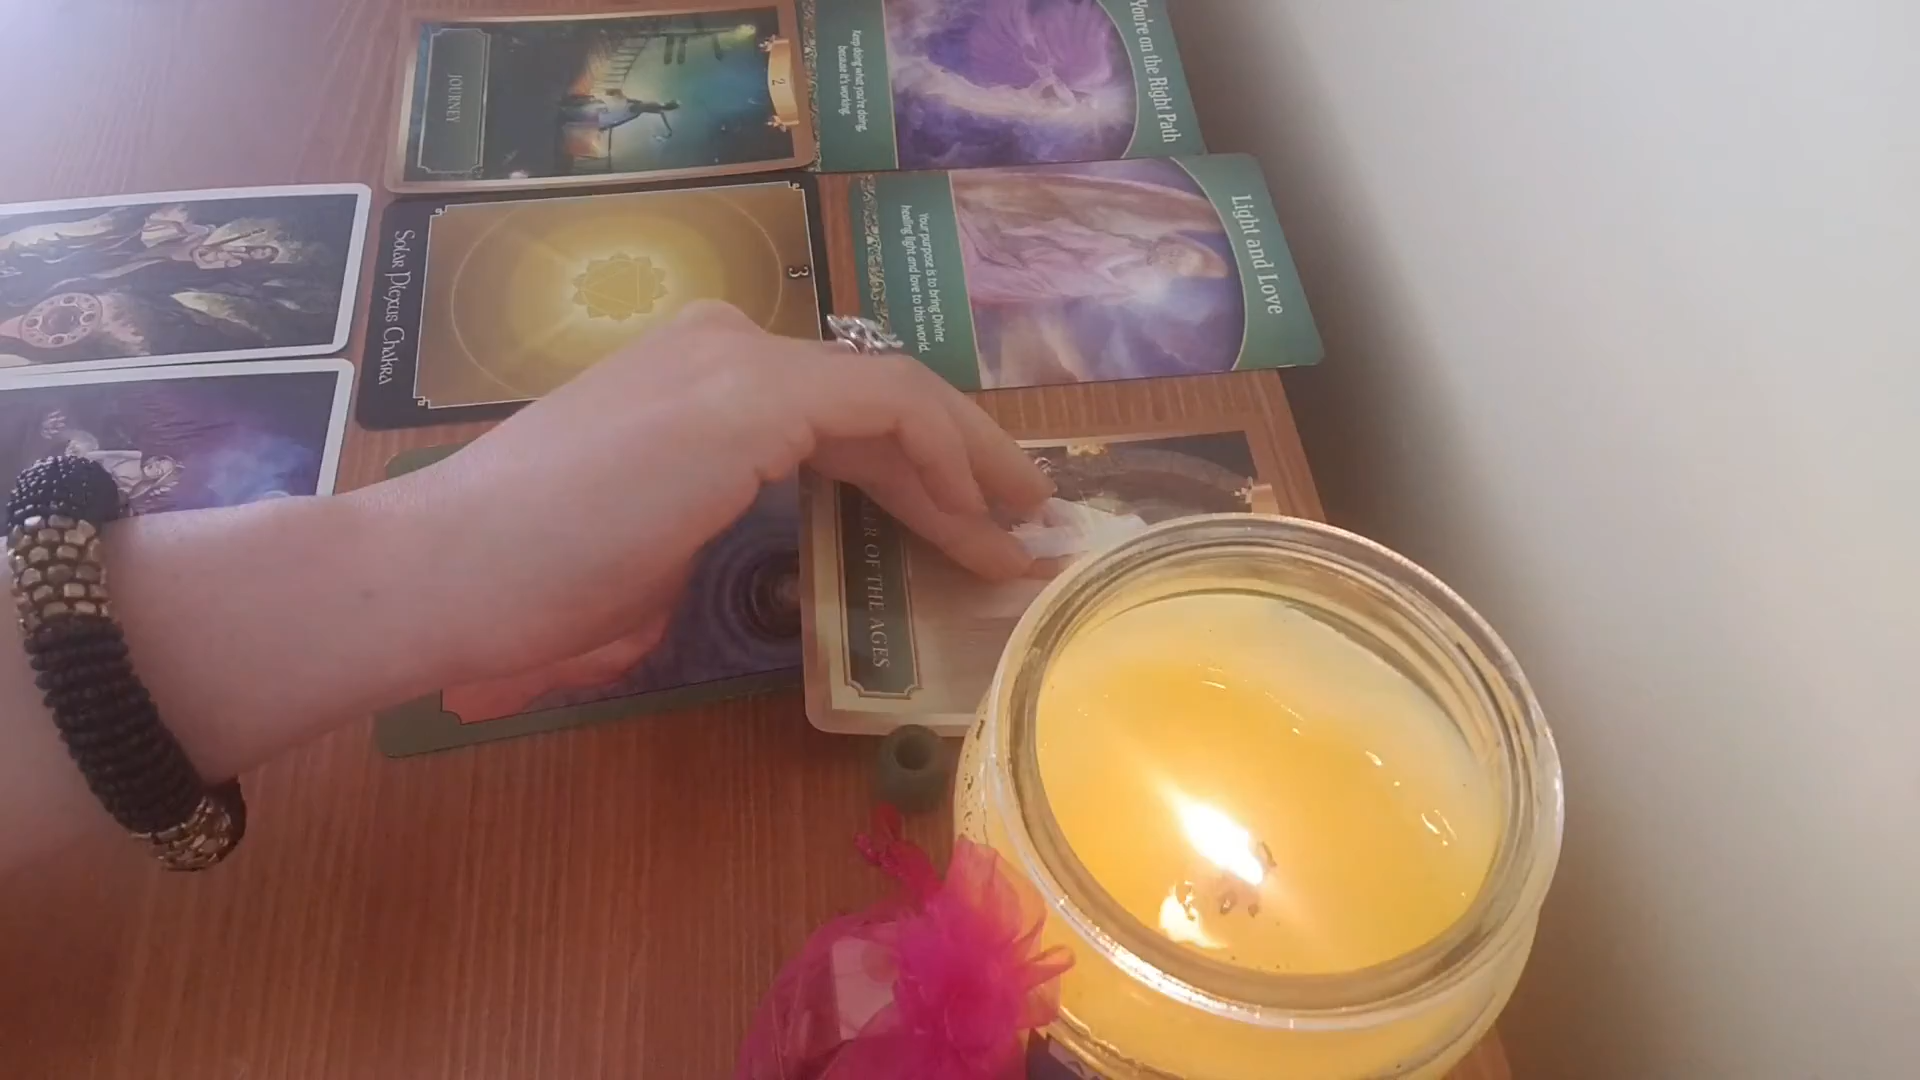 JOURNEY
2
Keep doing what you're doing,
because it's working.
You're on the Right Path
Solar Plexus Chakra
3
Your purpose is to bring Divine
healing light and love to this world.
Light and Love
OF THE AGES